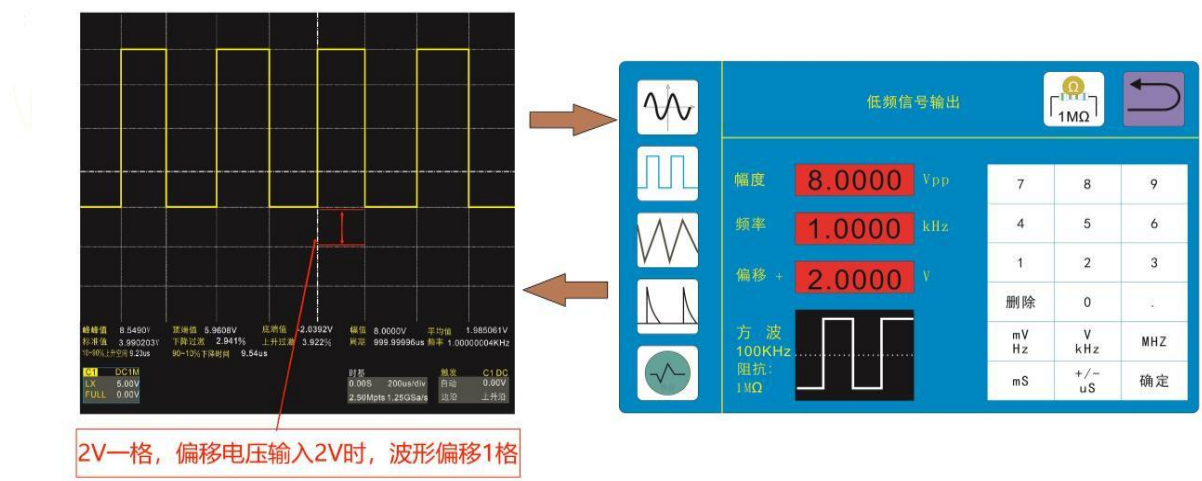 低频信号输出
Ω
1MΩ
幅度 8.0000 Vpp
频率 1.0000 kHz
偏移 + 2.0000 V
方 波
100KHz
阻抗:
1MΩ
7 8 9
4 5 6
1 2 3
删除 0 .
mV
Hz
V
kHz
MHZ
mS
+/-
uS
确定
峰峰值 8.5490V 顶端值 5.9608V 底端值 -2.0392V 幅值 8.0000V 平均值 1.985061V
标准值 3.990203V 下降过激 2.941% 上升过激 3.922% 周期 999.99996us 频率 1.00000004KHz
10~90%上升空间 9.23us 90~10%下降时间 9.54us
C1 DC1M
LX 5.00V
FULL 0.00V
时基
0.00S 200us/div
2.50Mpts 1.25GSa/s
触发 C1 DC
自动 0.00V
边沿 上升沿
2V一格，偏移电压输入2V时，波形偏移1格